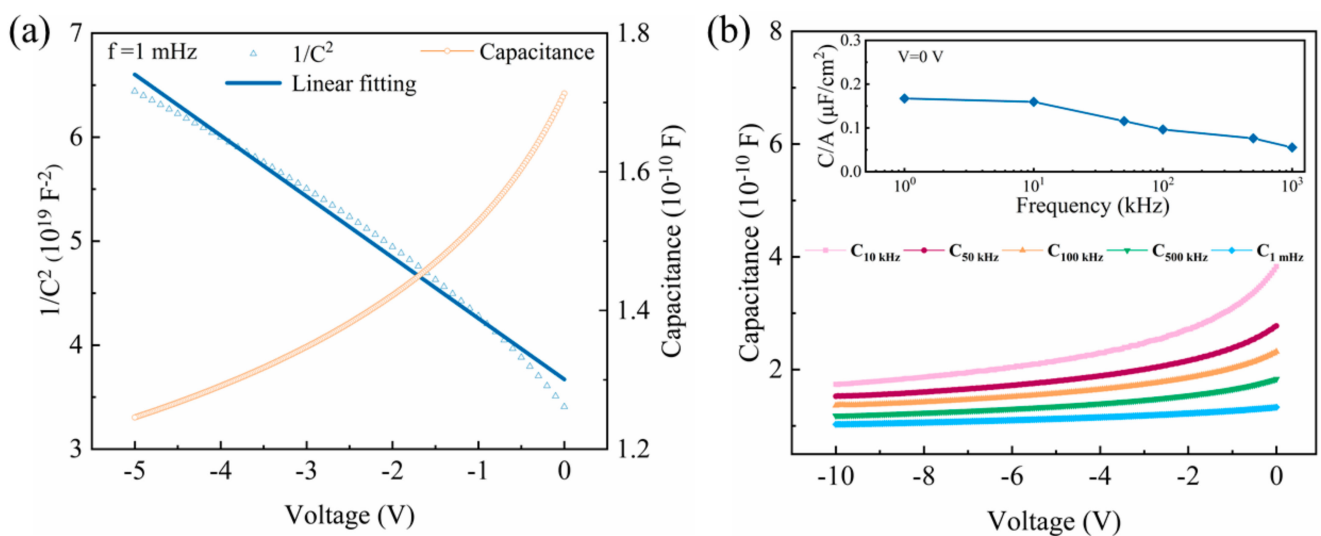 (a)
7
6
5
4
3
1/C² (10¹⁹ F⁻²)
f =1 mHz
1/C²
Capacitance
Linear fitting
1.8
1.6
1.4
1.2
Capacitance (10⁻¹⁰ F)
-5 -4 -3 -2 -1 0
Voltage (V)
(b)
8
6
4
2
Capacitance (10⁻¹⁰ F)
0.3
0.2
0.1
0.0
C/A (μF/cm²)
V=0 V
10⁰ 10¹ 10² 10³
Frequency (kHz)
C₁₀ kHz C₅₀ kHz C₁₀₀ kHz C₅₀₀ kHz C₁ mHz
-10 -8 -6 -4 -2 0
Voltage (V)